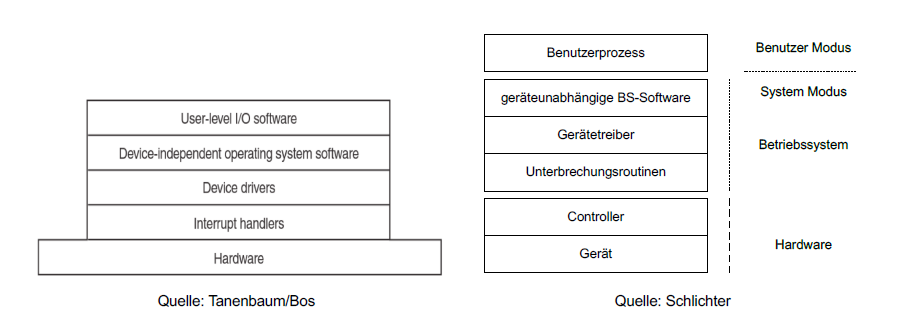 User-level I/O software
Device-independent operating system software
Device drivers
Interrupt handlers
Hardware
Quelle: Tanenbaum/Bos
Benutzerprozess
Benutzer Modus
geräteunabhängige BS-Software
System Modus
Gerätetreiber
Betriebssystem
Unterbrechungsroutinen
Controller
Gerät
Hardware
Quelle: Schlichter